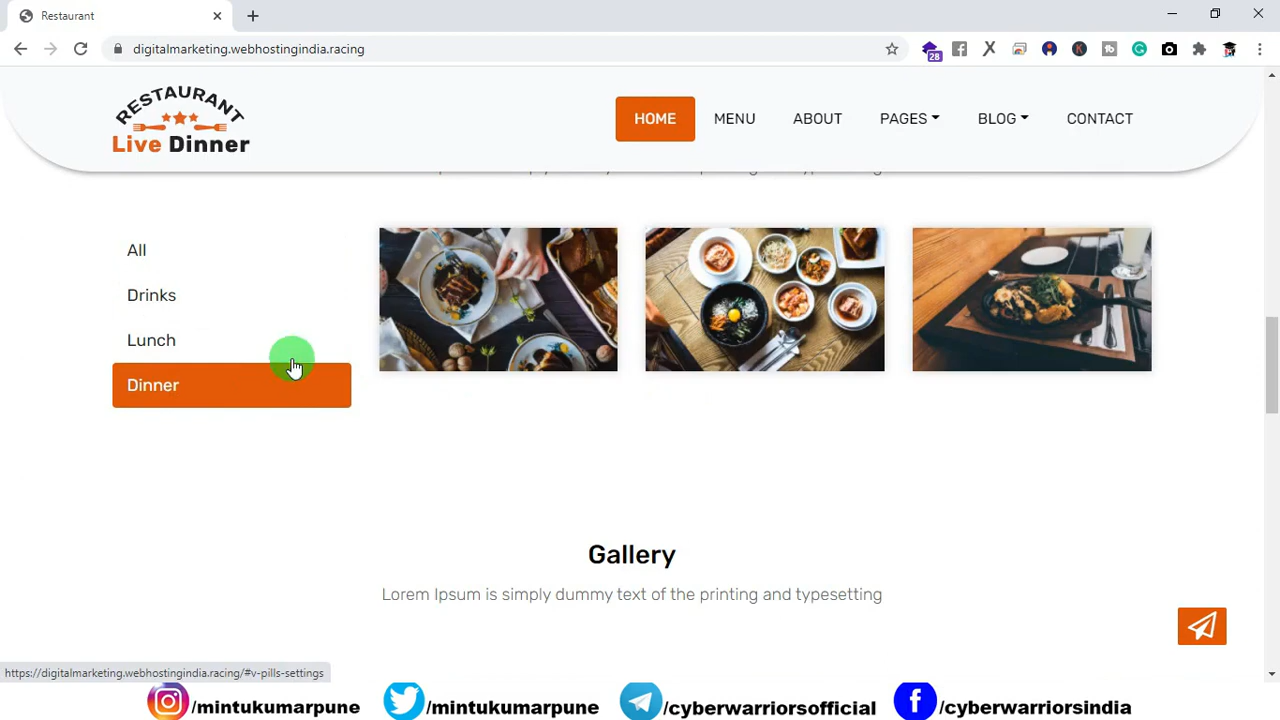 Restaurant
digitalmarketing.webhostingindia.racing
28
RESTAURANT
Live Dinner
HOME
MENU
ABOUT
PAGES
BLOG
CONTACT
All
Drinks
Lunch
Dinner
Gallery
Lorem Ipsum is simply dummy text of the printing and typesetting
https://digitalmarketing.webhostingindia.racing/#v-pills-settings
/mintukumarpune
/mintukumarpune
/cyberwarriorsofficial
/cyberwarriorsindia